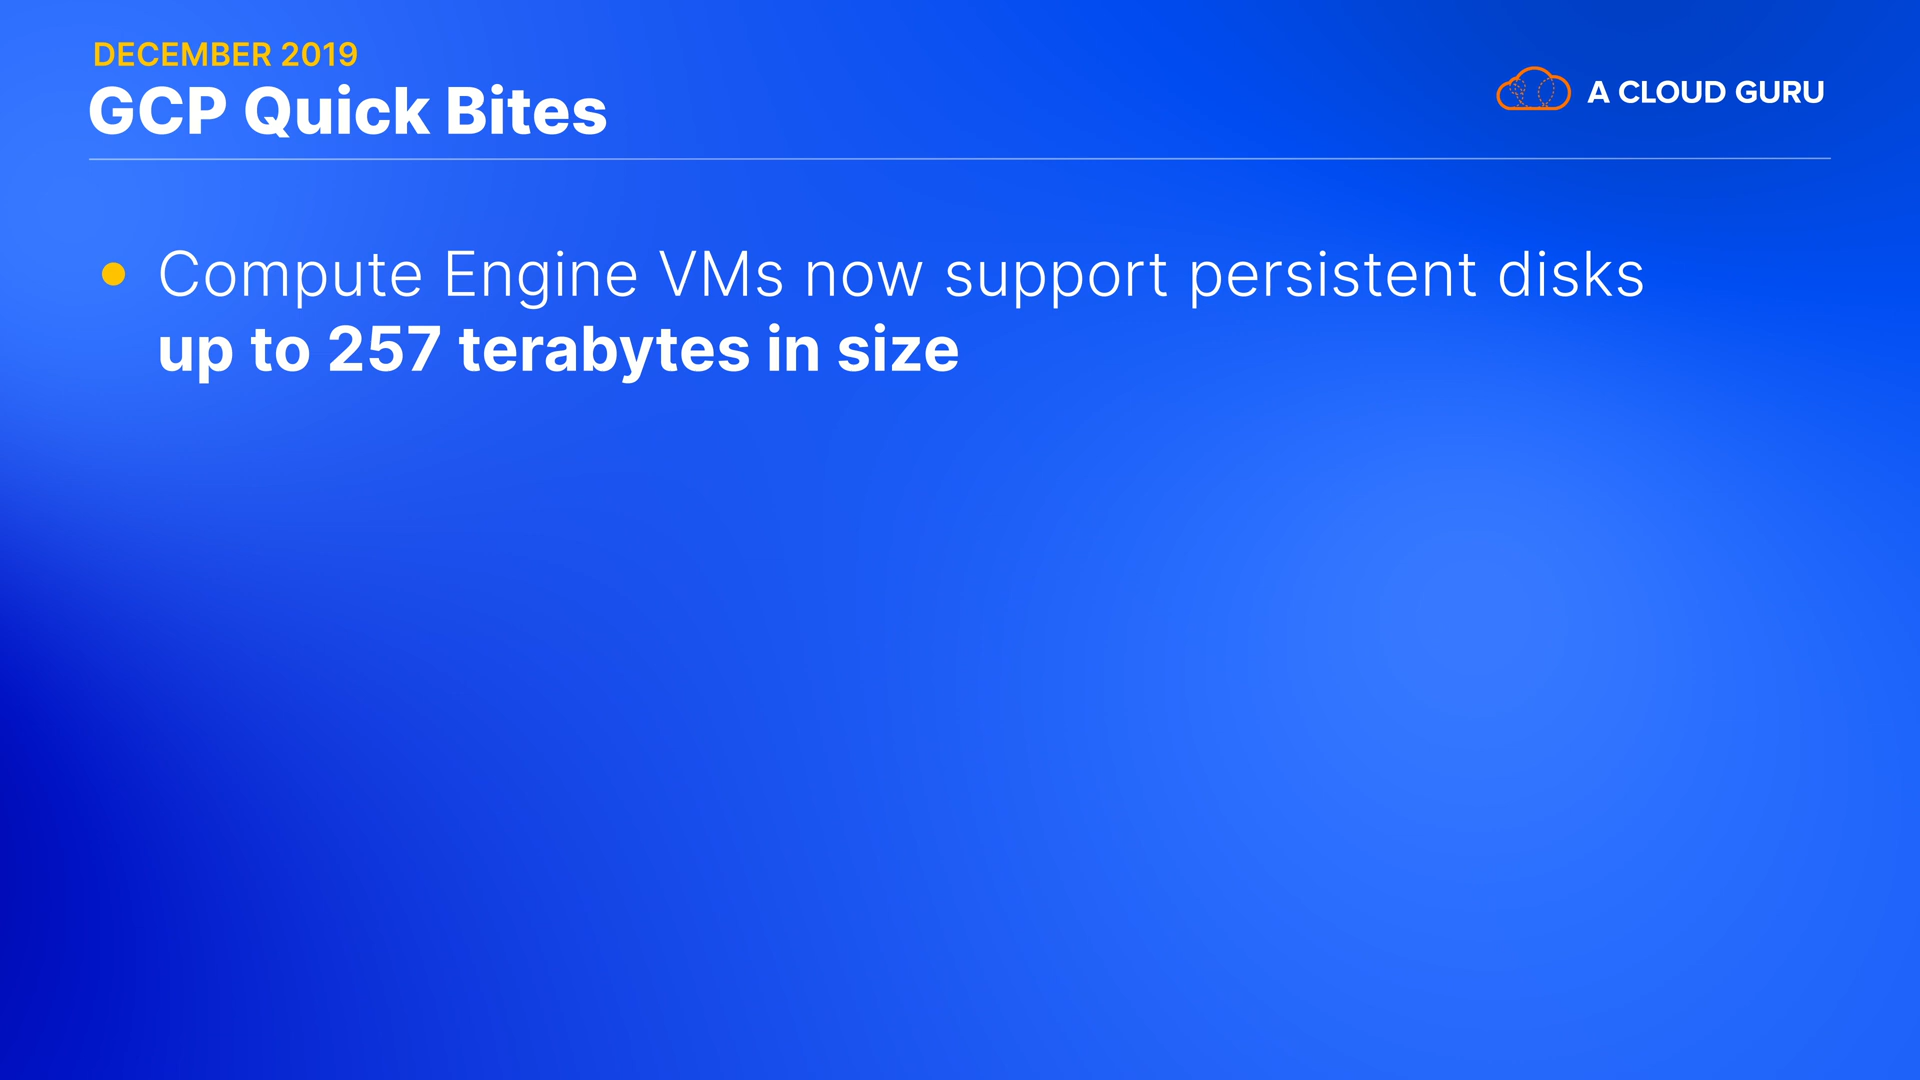 DECEMBER 2019
GCP Quick Bites
A CLOUD GURU
Compute Engine VMs now support persistent disks
up to 257 terabytes in size